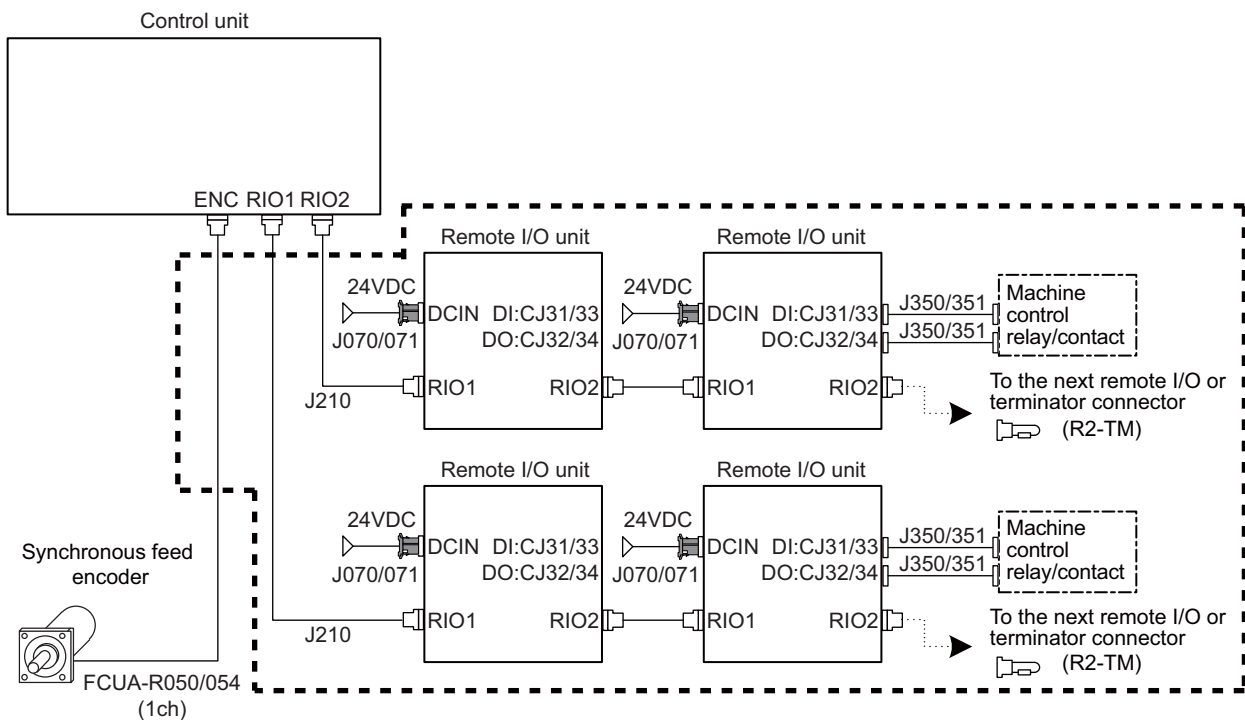 Control unit
ENC RIO1 RIO2
Remote I/O unit
Remote I/O unit
24VDC
DCIN DI:CJ31/33
24VDC
DCIN DI:CJ31/33
J350/351
Machine
control
relay/contact
J070/071
DO:CJ32/34
J070/071
DO:CJ32/34
J350/351
J210
RIO1
RIO2
RIO1
RIO2
To the next remote I/O or
terminator connector
(R2-TM)
Remote I/O unit
Remote I/O unit
24VDC
DCIN DI:CJ31/33
24VDC
DCIN DI:CJ31/33
J350/351
Machine
control
relay/contact
J070/071
DO:CJ32/34
J070/071
DO:CJ32/34
J350/351
J210
RIO1
RIO2
RIO1
RIO2
To the next remote I/O or
terminator connector
(R2-TM)
Synchronous feed
encoder
FCUA-R050/054
(1ch)